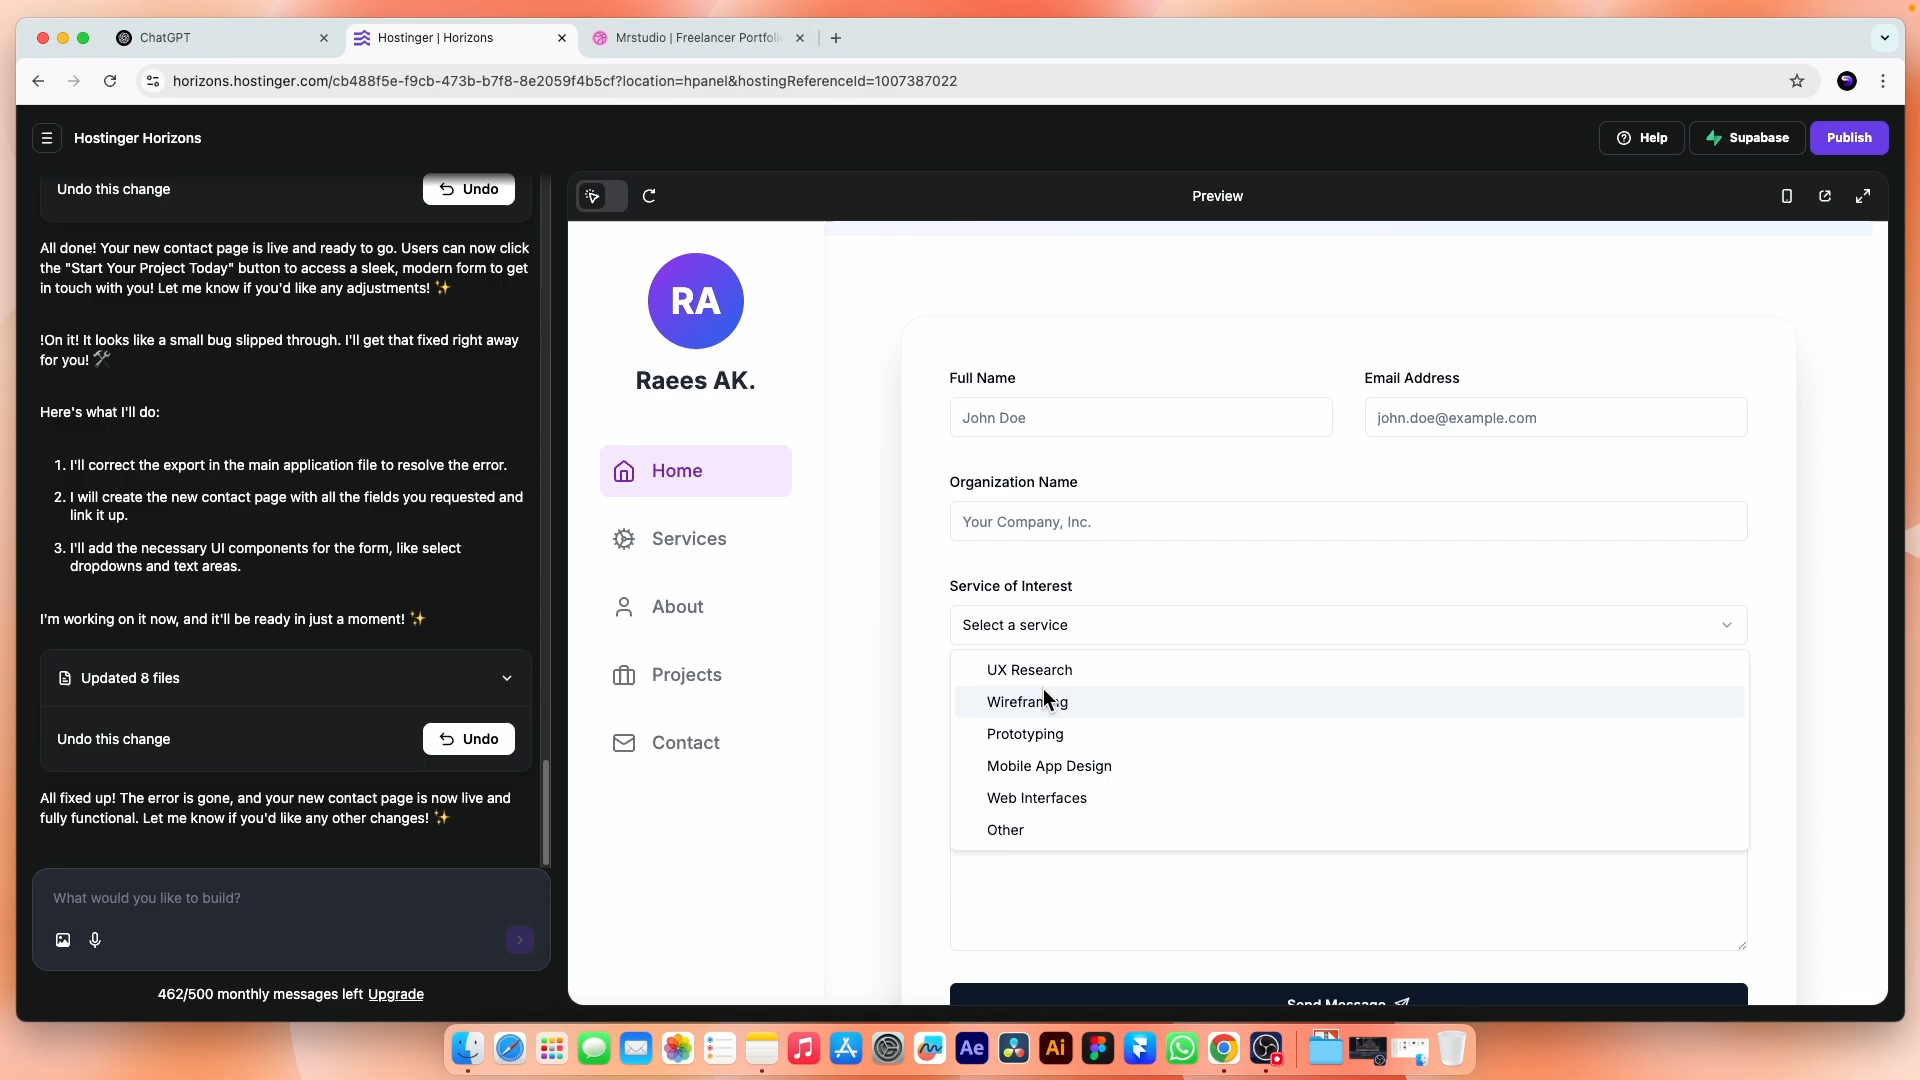 ChatGPT
Hostinger | Horizons
Mrstudio | Freelancer Portfoli
horizons.hostinger.com/cb488f5e-f9cb-473b-b7f8-8e2059f4b5cf?location=hpanel&hostingReferenceId=1007387022
Hostinger Horizons
Help
Supabase
Publish
Undo this change
Undo
Preview
All done! Your new contact page is live and ready to go. Users can now click
the "Start Your Project Today" button to access a sleek, modern form to get
in touch with you! Let me know if you'd like any adjustments! ✨
!On it! It looks like a small bug slipped through. I'll get that fixed right away
for you! 🛠️
Here's what I'll do:
1. I'll correct the export in the main application file to resolve the error.
2. I will create the new contact page with all the fields you requested and
link it up.
3. I'll add the necessary UI components for the form, like select
dropdowns and text areas.
I'm working on it now, and it'll be ready in just a moment! ✨
Updated 8 files
Undo this change
Undo
All fixed up! The error is gone, and your new contact page is now live and
fully functional. Let me know if you'd like any other changes! ✨
What would you like to build?
462/500 monthly messages left Upgrade
RA
Raees AK.
Home
Services
About
Projects
Contact
Full Name
Email Address
John Doe
john.doe@example.com
Organization Name
Your Company, Inc.
Service of Interest
Select a service
UX Research
Wireframing
Prototyping
Mobile App Design
Web Interfaces
Other
Send Message
Ae
Ai